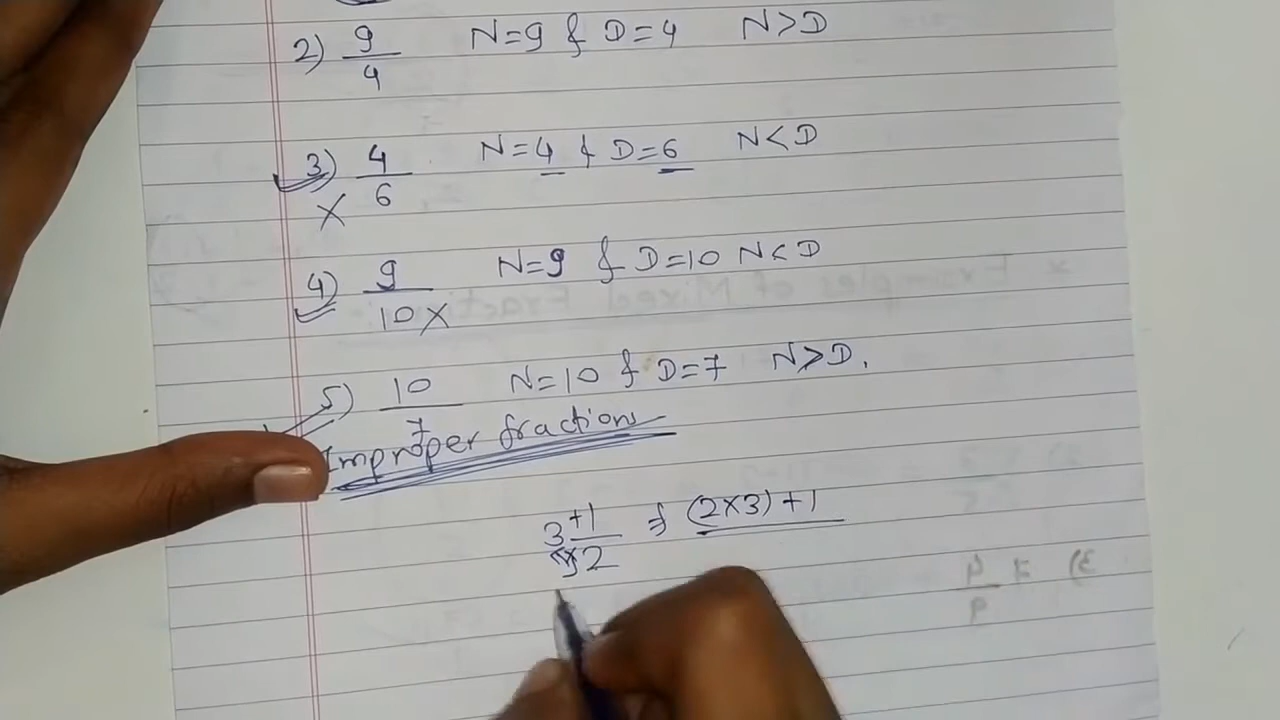 2) 9/4 N=9 & D=4 N>D
3) 4/6 N=4 & D=6 N<D
X
4) 9/10 X N=9 & D=10 N<D
5) 10/7 N=10 & D=7 N>D.
Improper fractions
3 +1/×2 ⇒ (2×3)+1